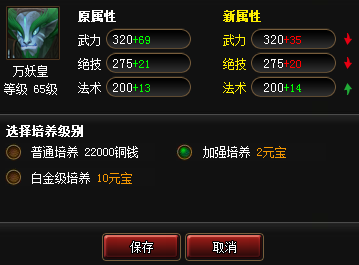 原属性 新属性
武力 320+69 武力 320+35
绝技 275+21 绝技 275+20
法术 200+13 法术 200+14
万妖皇
等级 65级
选择培养级别
普通培养 22000铜钱 加强培养 2元宝
白金级培养 10元宝
保存 取消